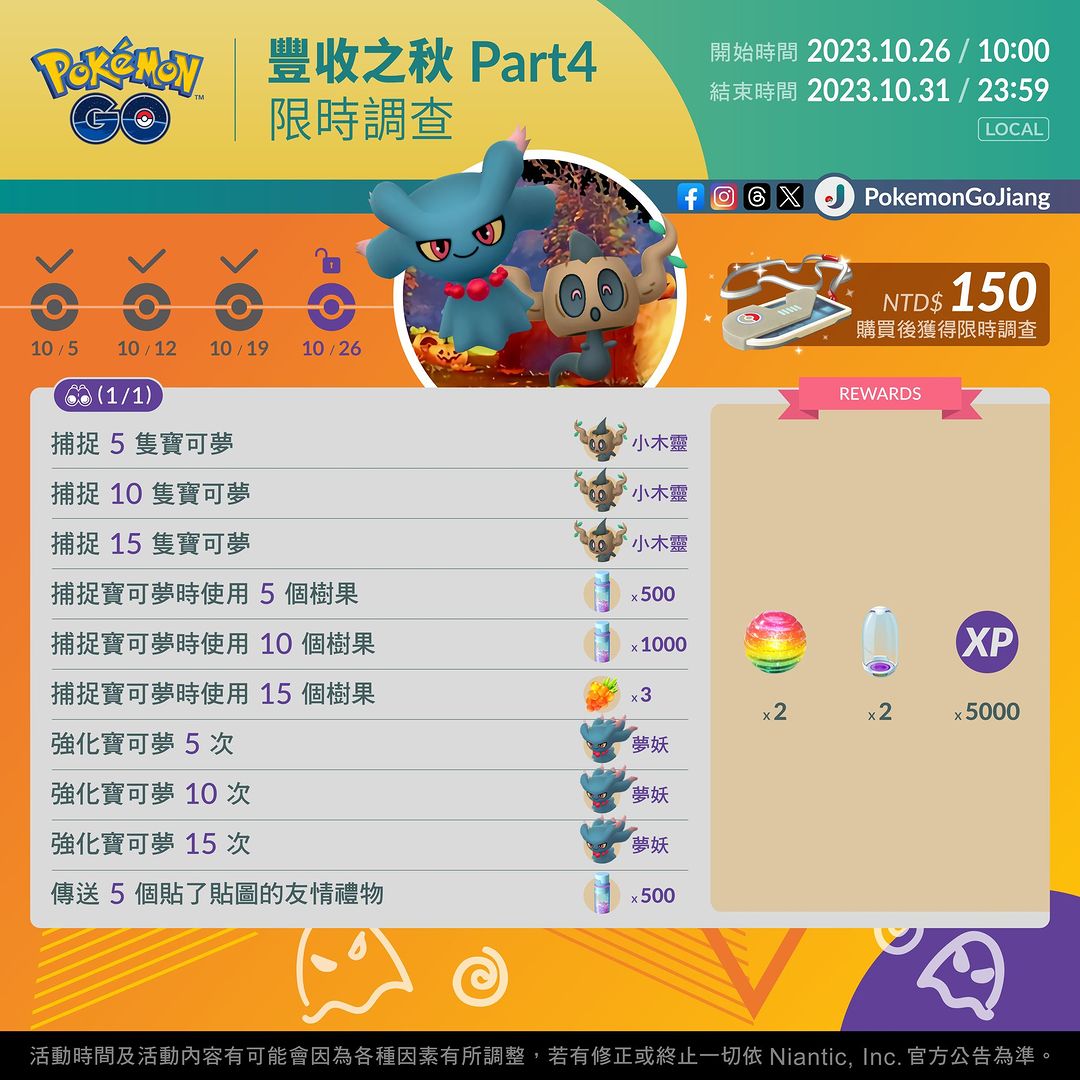 POKÉMON
GO
TM
豐收之秋 Part4
限時調查
開始時間 2023.10.26 / 10:00
結束時間 2023.10.31 / 23:59
LOCAL
PokemonGoJiang
10 / 5
10 / 12
10 / 19
10 / 26
NTD$ 150
購買後獲得限時調查
(1/1)
捕捉 5 隻寶可夢 小木靈
捕捉 10 隻寶可夢 小木靈
捕捉 15 隻寶可夢 小木靈
捕捉寶可夢時使用 5 個樹果 x500
捕捉寶可夢時使用 10 個樹果 x1000
捕捉寶可夢時使用 15 個樹果 x3
強化寶可夢 5 次 夢妖
強化寶可夢 10 次 夢妖
強化寶可夢 15 次 夢妖
傳送 5 個貼了貼圖的友情禮物 x500
REWARDS
XP
x2
x2
x5000
活動時間及活動內容有可能會因為各種因素有所調整，若有修正或終止一切依 Niantic, Inc. 官方公告為準。